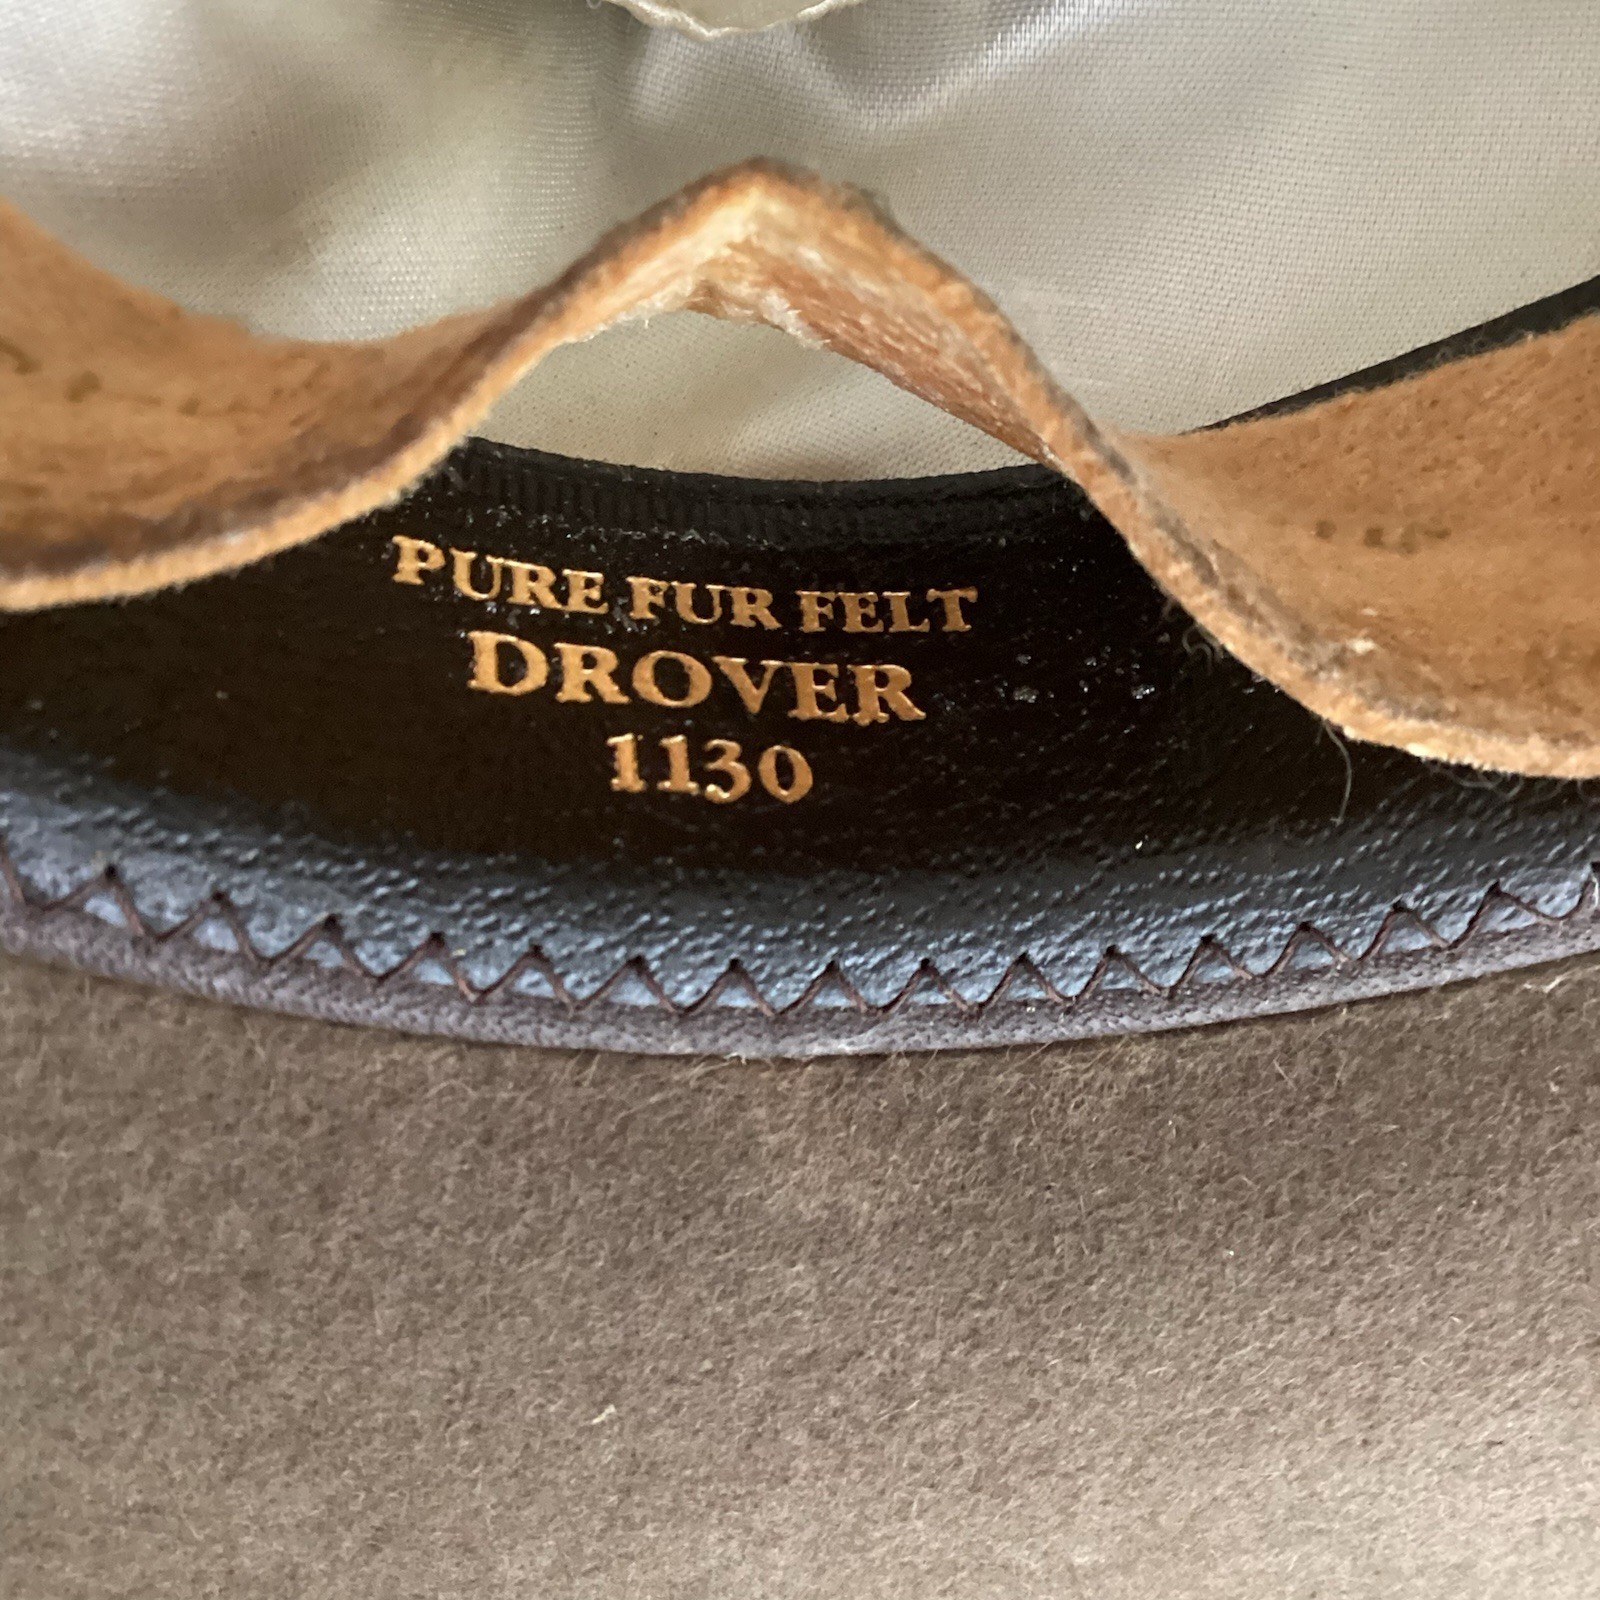 PURE FUR FELT
DROVER
1130